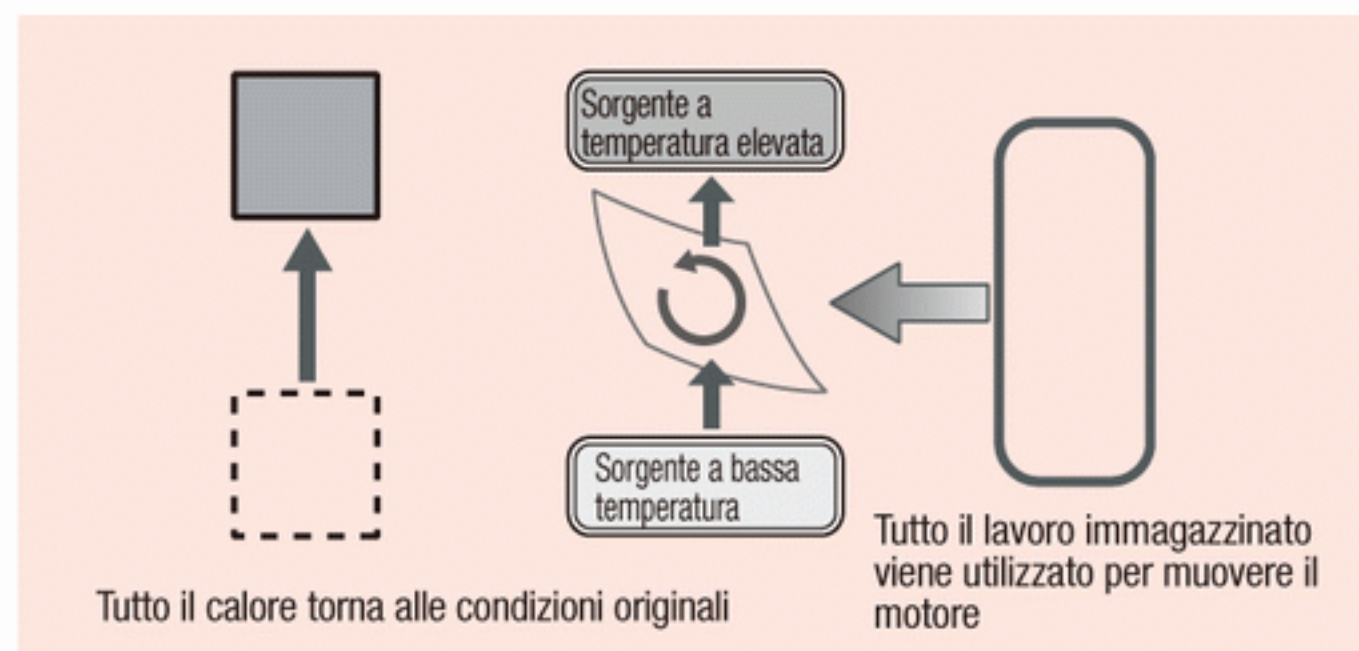 Sorgente a
temperatura elevata
Sorgente a bassa
temperatura
Tutto il calore torna alle condizioni originali
Tutto il lavoro immagazzinato
viene utilizzato per muovere il
motore